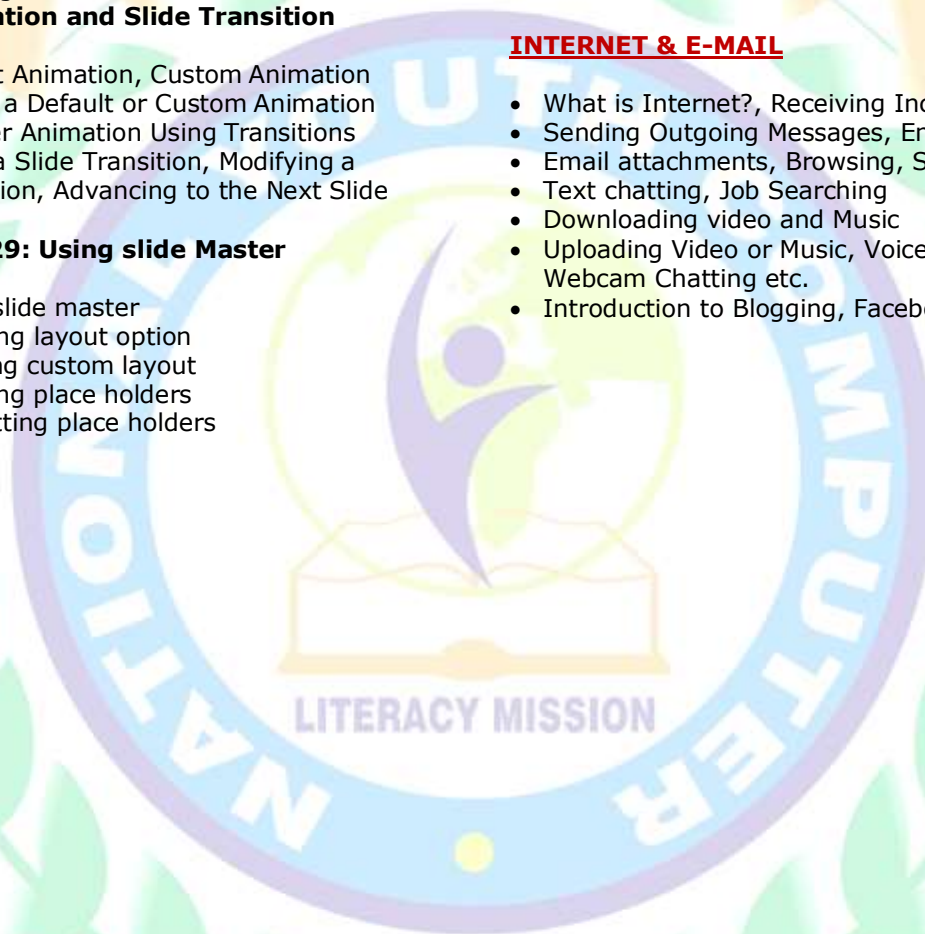 ation and Slide Transition
t Animation, Custom Animation
a Default or Custom Animation
er Animation Using Transitions
a Slide Transition, Modifying a
ion, Advancing to the Next Slide
29: Using slide Master
slide master
ng layout option
ng custom layout
ng place holders
tting place holders
INTERNET & E-MAIL
• What is Internet?, Receiving Inc
• Sending Outgoing Messages, Em
• Email attachments, Browsing, S
• Text chatting, Job Searching
• Downloading video and Music
• Uploading Video or Music, Voice
Webcam Chatting etc.
• Introduction to Blogging, Facebo
NATIONAL YOUTH COMPUTER
LITERACY MISSION